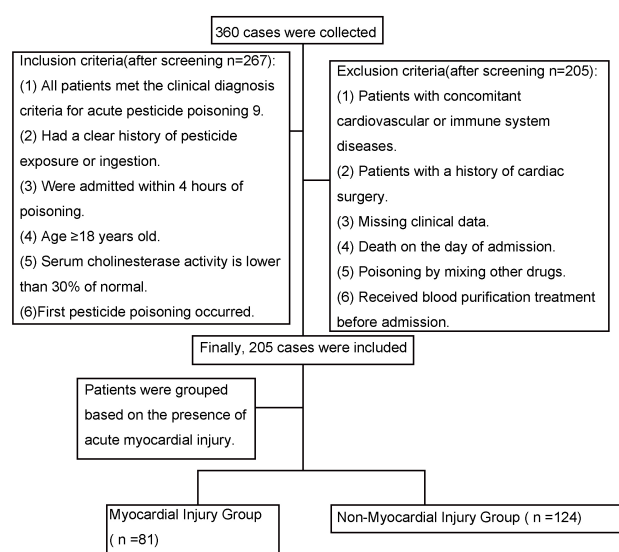 360 cases were collected
Inclusion criteria(after screening n=267):
(1) All patients met the clinical diagnosis
criteria for acute pesticide poisoning 9.
(2) Had a clear history of pesticide
exposure or ingestion.
(3) Were admitted within 4 hours of
poisoning.
(4) Age ≥18 years old.
(5) Serum cholinesterase activity is lower
than 30% of normal.
(6)First pesticide poisoning occurred.
Exclusion criteria(after screening n=205):
(1) Patients with concomitant
cardiovascular or immune system
diseases.
(2) Patients with a history of cardiac
surgery.
(3) Missing clinical data.
(4) Death on the day of admission.
(5) Poisoning by mixing other drugs.
(6) Received blood purification treatment
before admission.
Finally, 205 cases were included
Patients were grouped
based on the presence of
acute myocardial injury.
Myocardial Injury Group
( n =81)
Non-Myocardial Injury Group ( n =124)